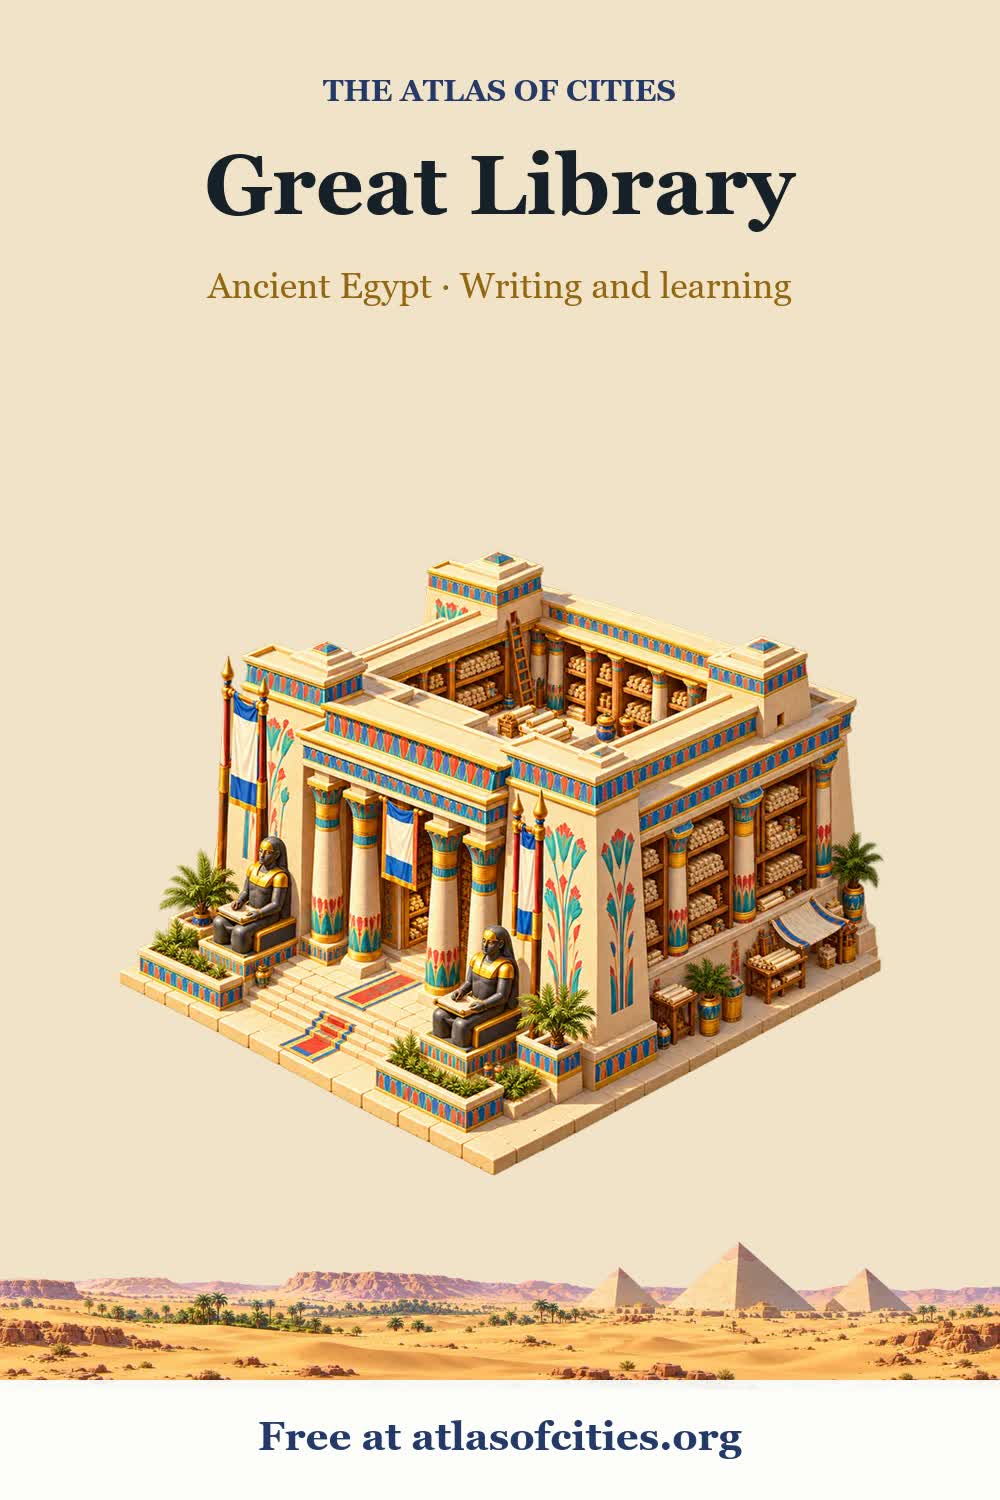 THE ATLAS OF CITIES
Great Library
Ancient Egypt · Writing and learning
Free at atlasofcities.org